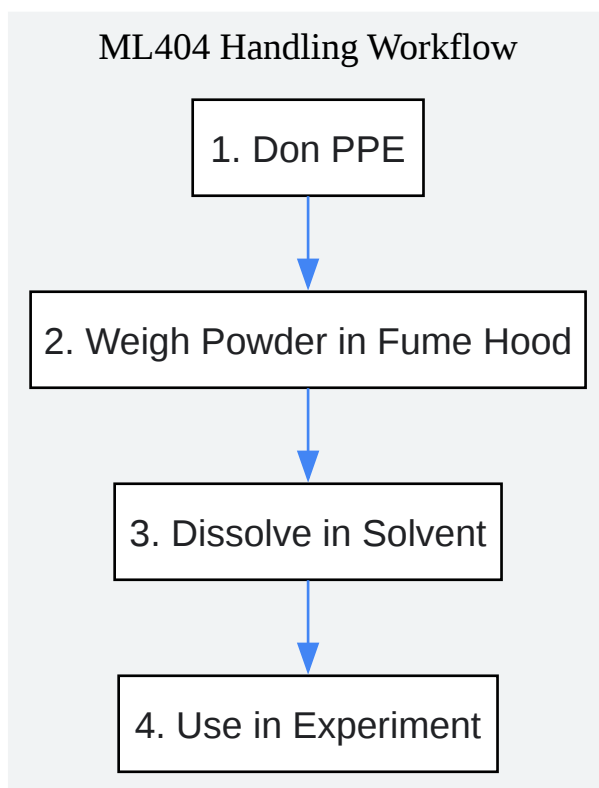 ML404 Handling Workflow
1. Don PPE
2. Weigh Powder in Fume Hood
3. Dissolve in Solvent
4. Use in Experiment